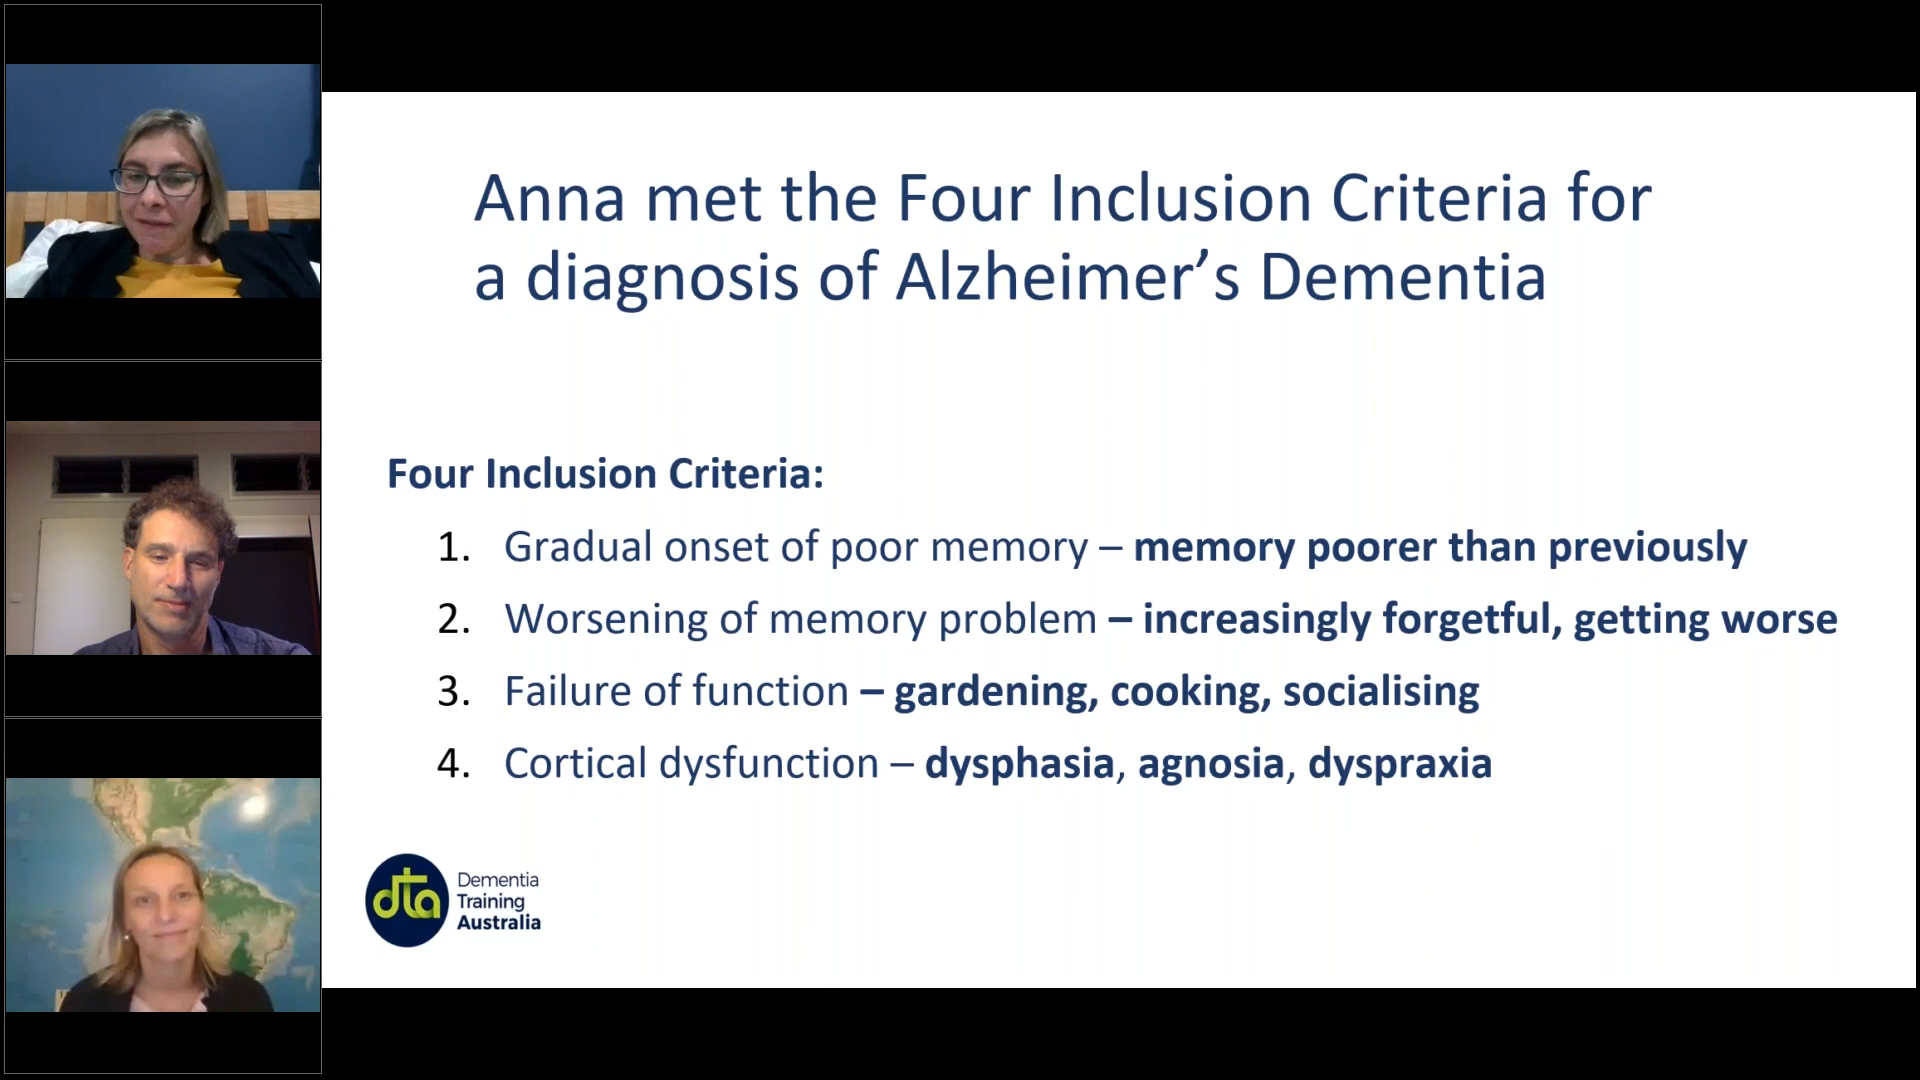 Anna met the Four Inclusion Criteria for
a diagnosis of Alzheimer’s Dementia
Four Inclusion Criteria:
1. Gradual onset of poor memory – memory poorer than previously
2. Worsening of memory problem – increasingly forgetful, getting worse
3. Failure of function – gardening, cooking, socialising
4. Cortical dysfunction – dysphasia, agnosia, dyspraxia
dta
Dementia
Training
Australia